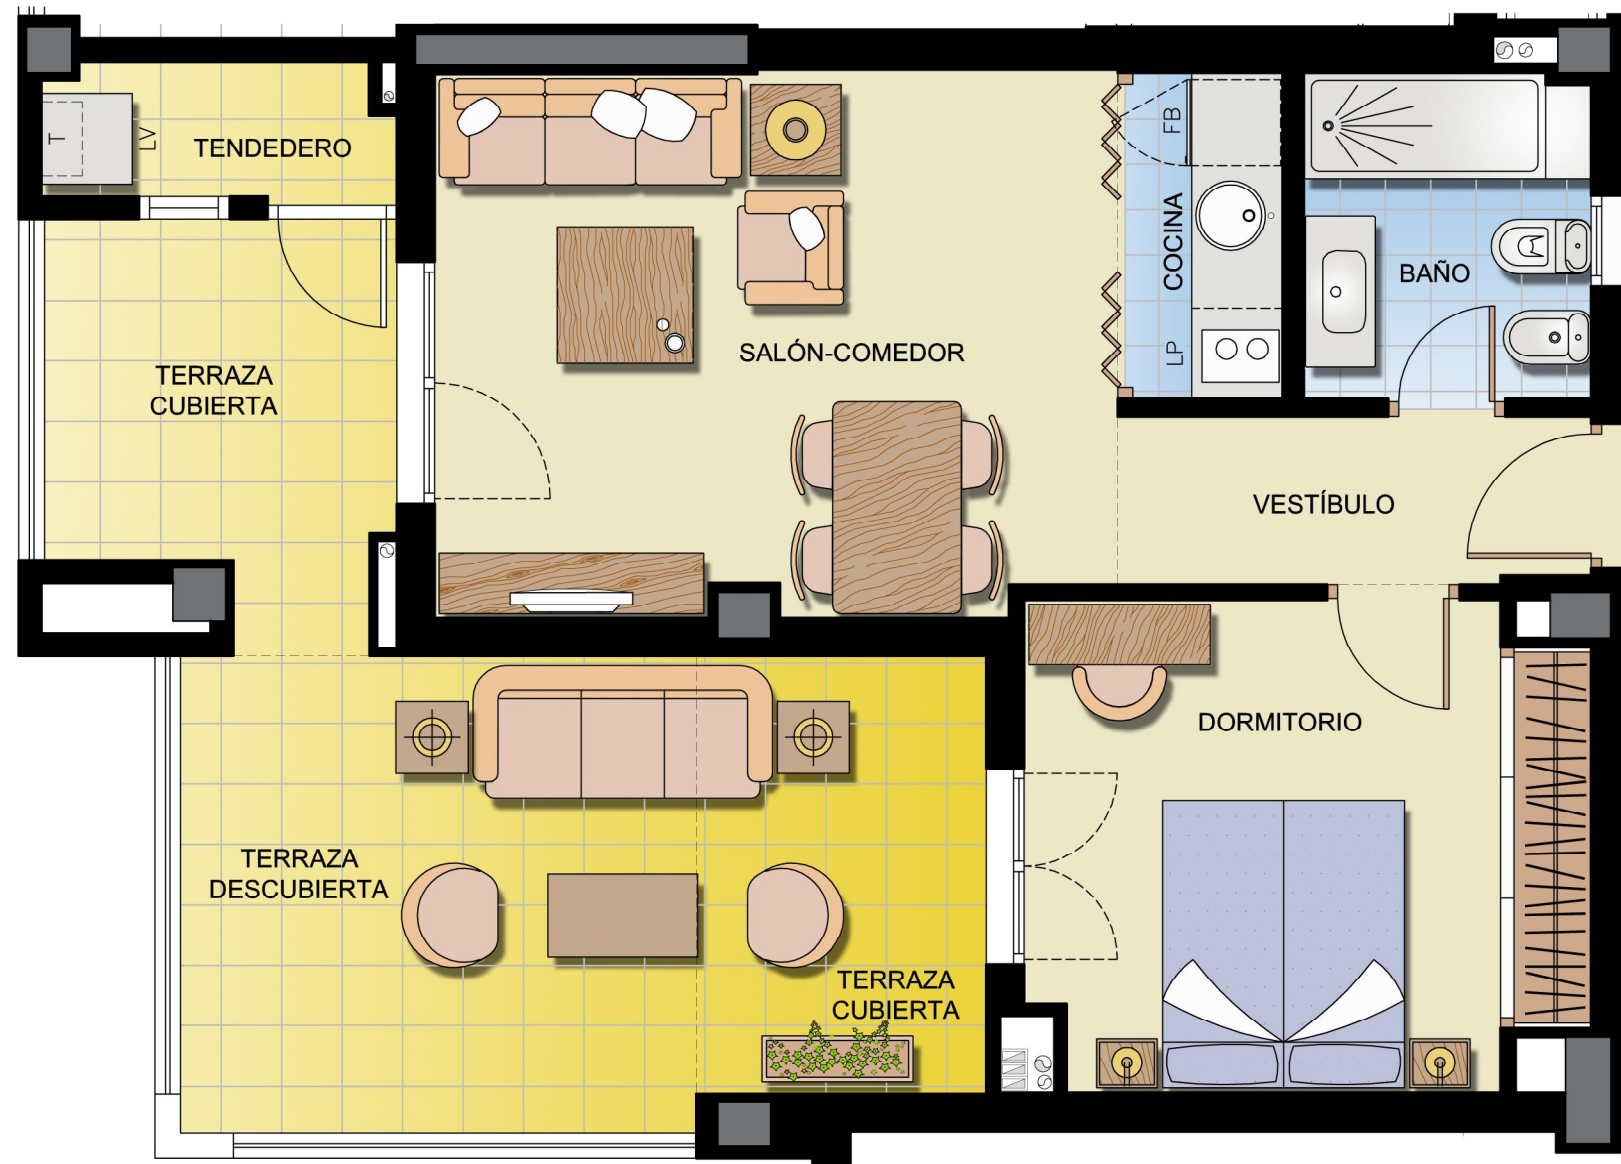 TENDEDERO
T
LV
FB
COCINA
LP
BAÑO
SALÓN-COMEDOR
TERRAZA
CUBIERTA
VESTÍBULO
DORMITORIO
TERRAZA
DESCUBIERTA
TERRAZA
CUBIERTA